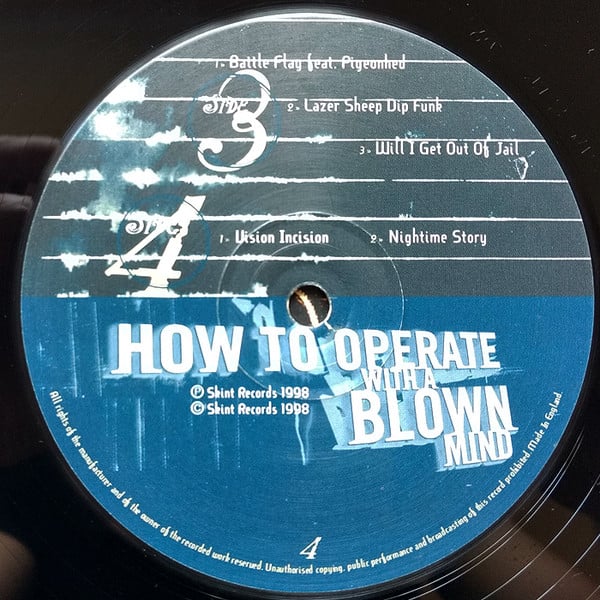 1- Battle Flag feat. Pigeonhed
SIDE 3
2- Lazer Sheep Dip Funk
3- Will I Get Out Of Jail
SIDE 4
1- Vision Incision 2- Nightime Story
HOW TO OPERATE
WITH A
BLOWN
MIND
℗ Skint Records 1998
© Skint Records 1998
All rights of the manufacturer and of the owner of the recorded work reserved. Unauthorised copying, public performance and broadcasting of this record prohibited Made in England.
4